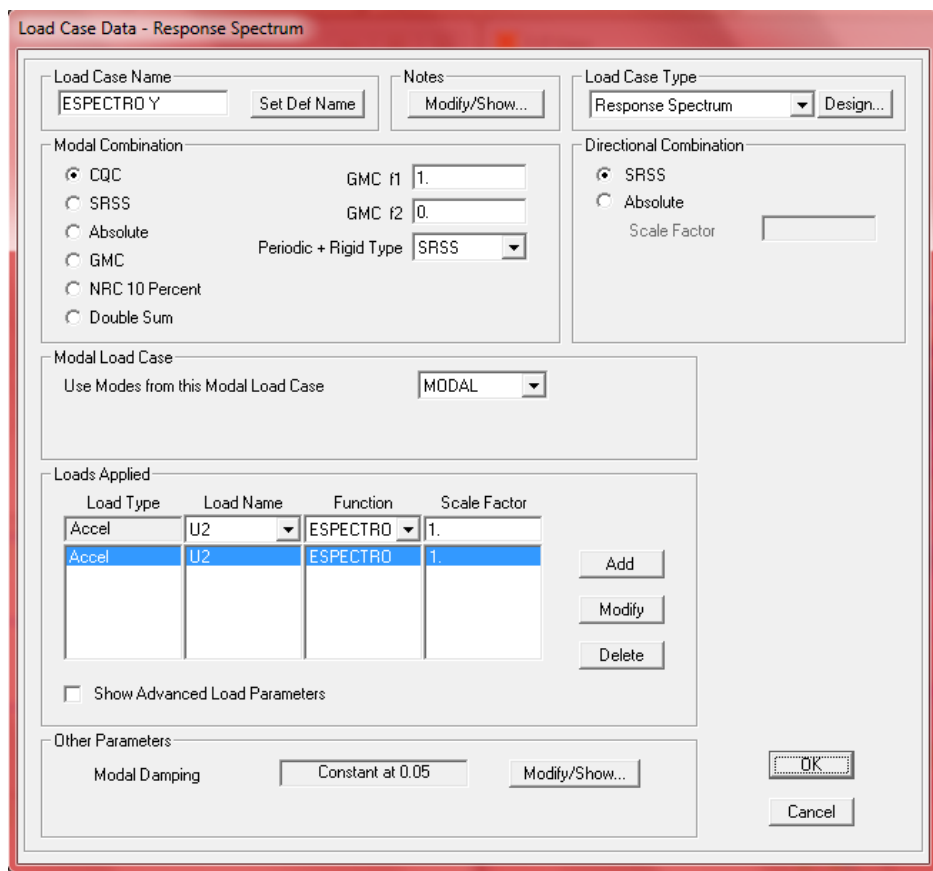 Load Case Data - Response Spectrum
Load Case Name
ESPECTRO Y
Set Def Name
Notes
Modify/Show...
Load Case Type
Response Spectrum
Design...
Modal Combination
CQC
SRSS
Absolute
GMC
NRC 10 Percent
Double Sum
GMC f1 1.
GMC f2 0.
Periodic + Rigid Type SRSS
Directional Combination
SRSS
Absolute
Scale Factor
Modal Load Case
Use Modes from this Modal Load Case MODAL
Loads Applied
Load Type Load Name Function Scale Factor
Accel U2 ESPECTRO 1.
Accel U2 ESPECTRO 1.
Add
Modify
Delete
Show Advanced Load Parameters
Other Parameters
Modal Damping Constant at 0.05 Modify/Show...
OK
Cancel